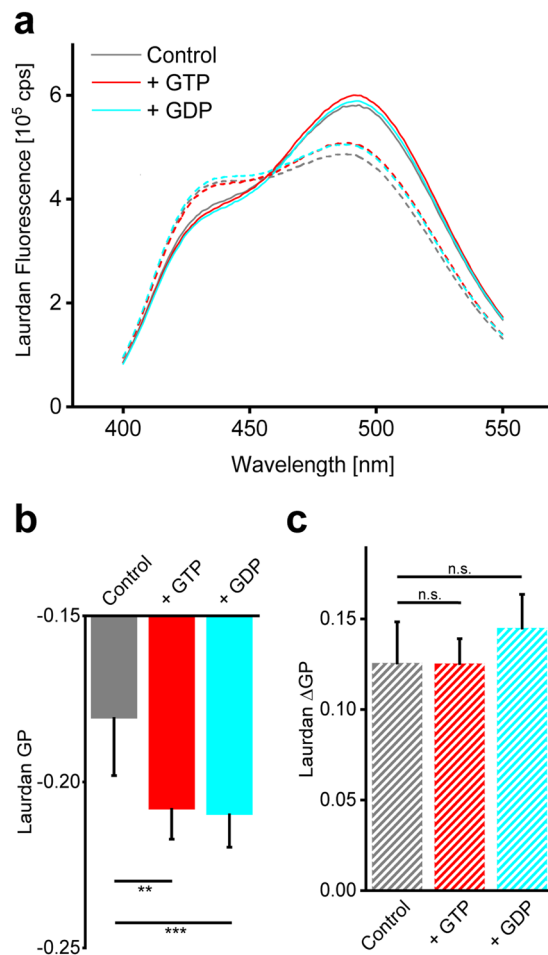 a
Control
+ GTP
+ GDP
Laurdan Fluorescence [10⁵ cps]
6
4
2
0
400
450
500
550
Wavelength [nm]
b
Control
+ GTP
+ GDP
-0.15
-0.20
-0.25
Laurdan GP
**
***
c
n.s.
n.s.
Laurdan ΔGP
0.15
0.10
0.05
0.00
Control
+ GTP
+ GDP